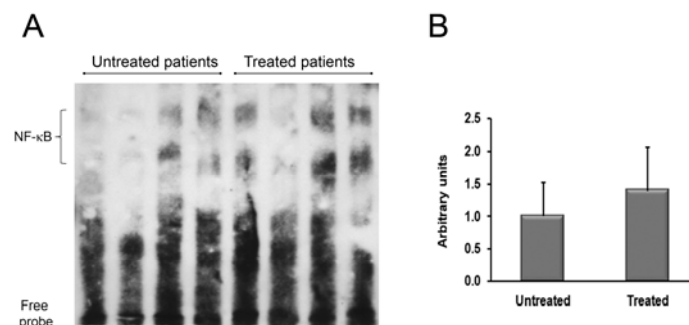 A
Untreated patients
Treated patients
NF-κB
Free
probe
B
Arbitrary units
2.5
2.0
1.5
1.0
0.5
0.0
Untreated
Treated